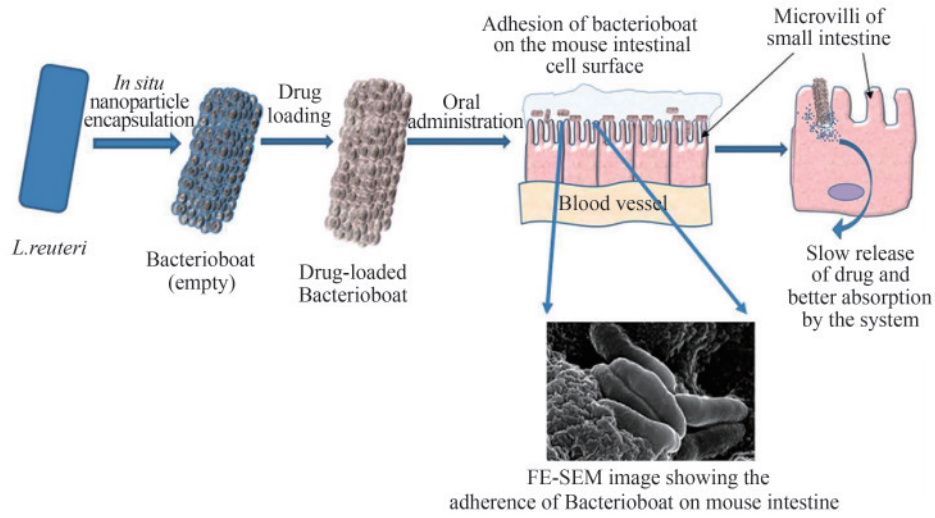 L.reuteri
In situ
nanoparticle
encapsulation
Bacterioboat
(empty)
Drug
loading
Drug-loaded
Bacterioboat
Oral
administration
Adhesion of bacterioboat
on the mouse intestinal
cell surface
Microvilli of
small intestine
Blood vessel
Slow release
of drug and
better absorption
by the system
FE-SEM image showing the
adherence of Bacterioboat on mouse intestine